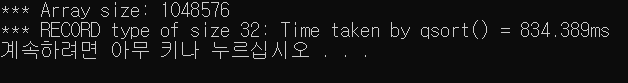 *** Array size: 1048576
*** RECORD type of size 32: Time taken by qsort() = 834.389ms
계속하려면 아무 키나 누르십시오 . . .